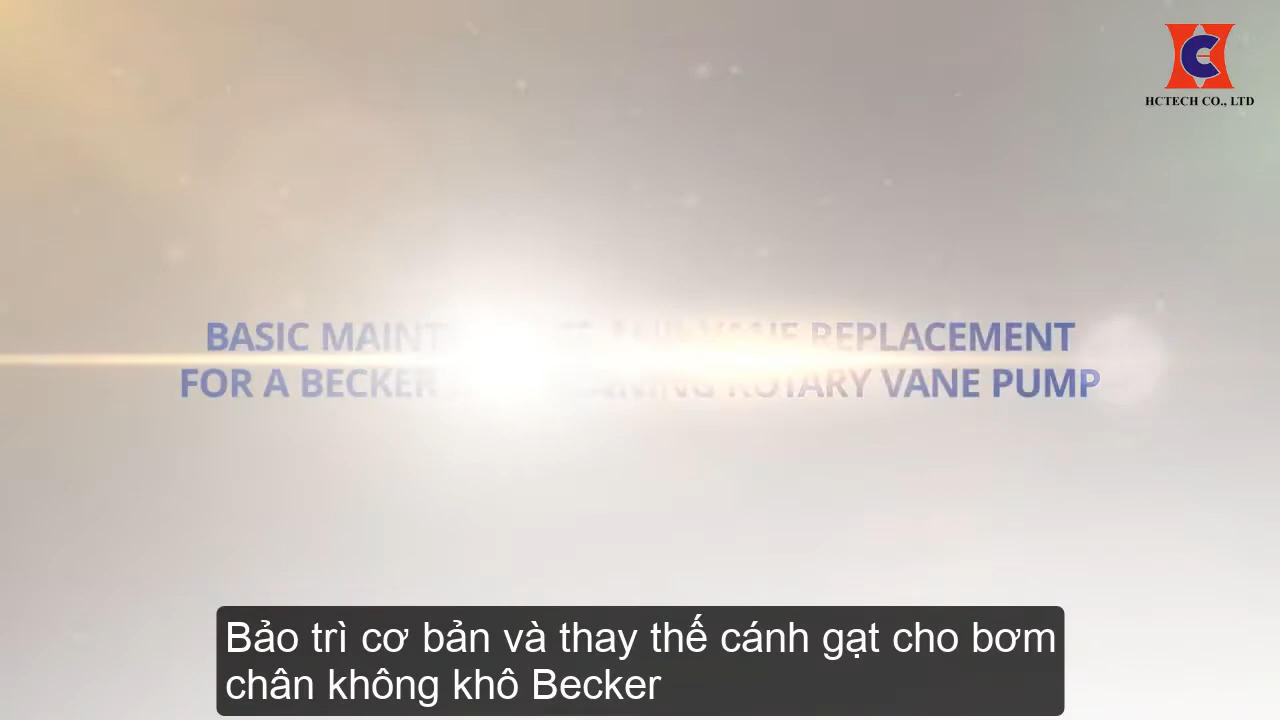 HCTECH CO., LTD
BASIC REPLACEMENT
FOR A BECKER ROTARY VANE PUMP
Bảo trì cơ bản và thay thế cánh gạt cho bơm
chân không khô Becker